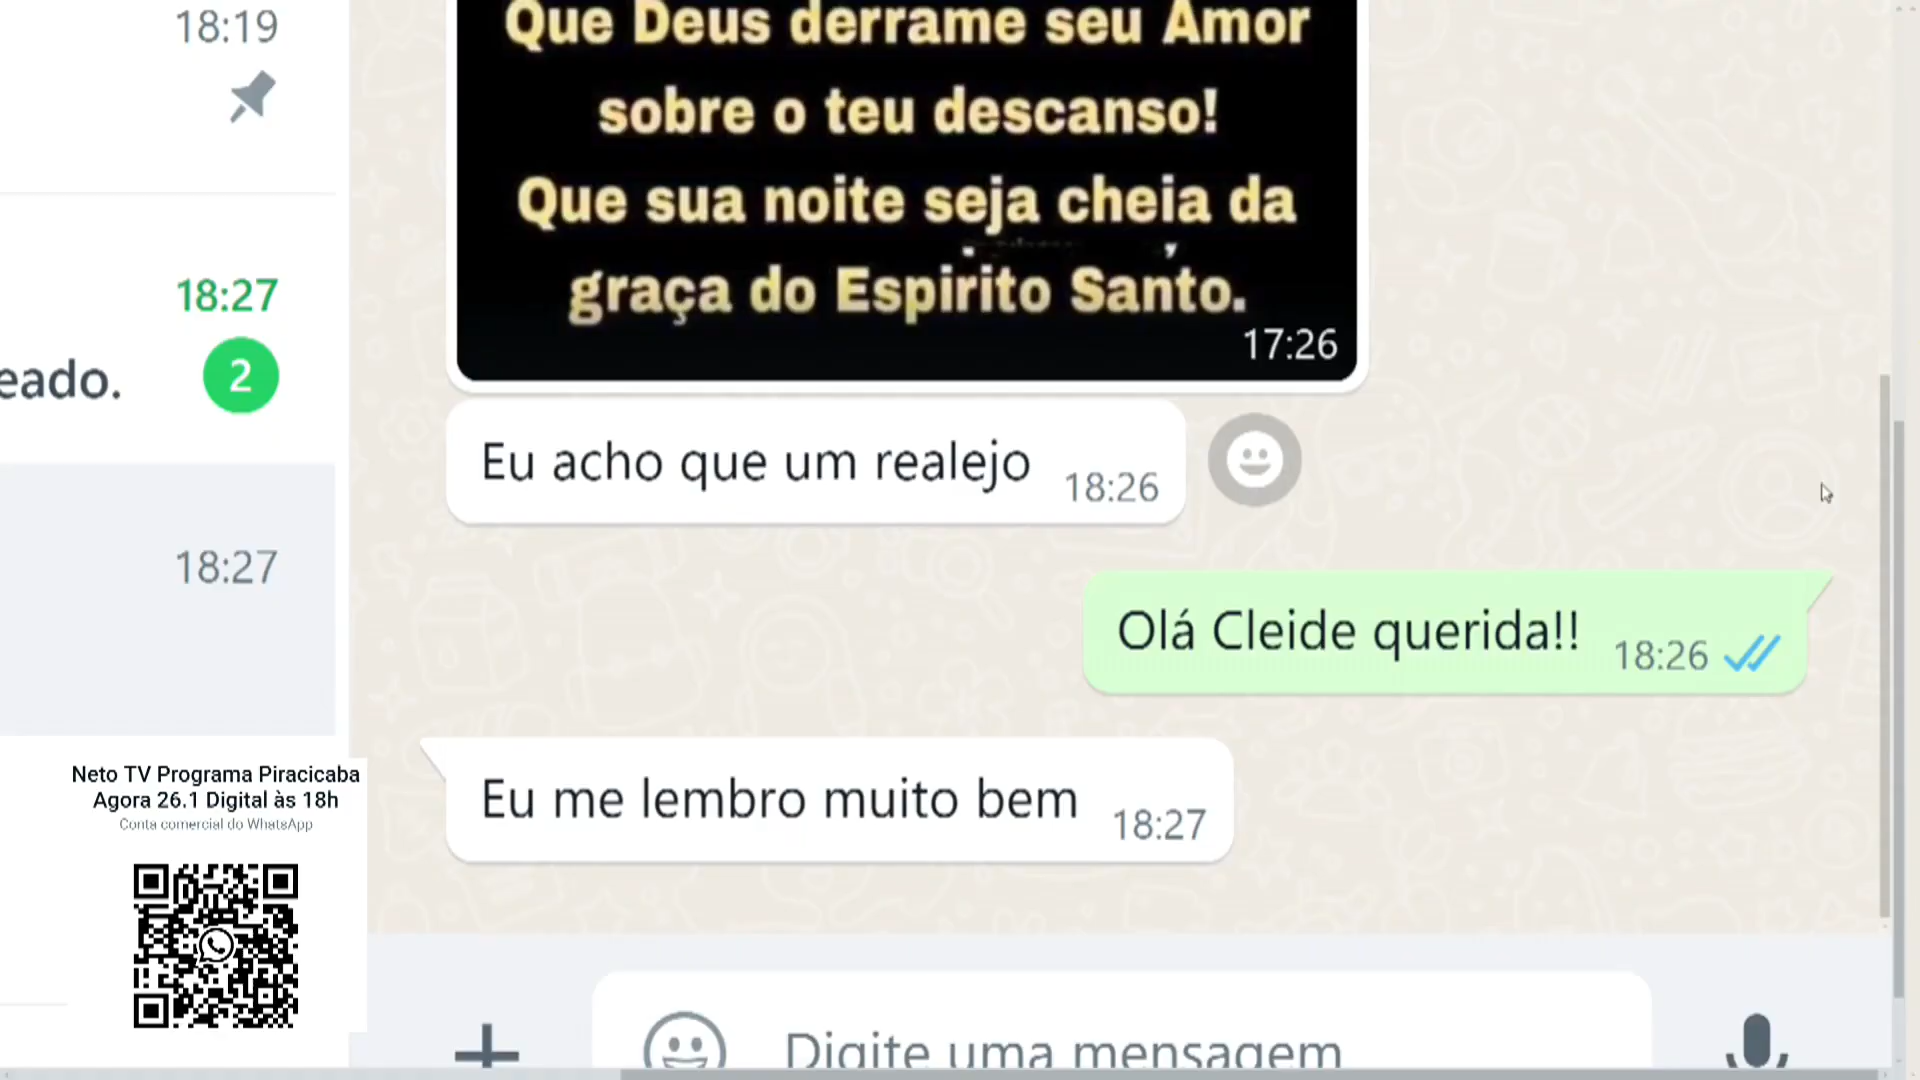 18:19
18:27
eado.
2
18:27
Que Deus derrame seu Amor
sobre o teu descanso!
Que sua noite seja cheia da
graça do Espirito Santo.
17:26
Eu acho que um realejo 18:26
Olá Cleide querida!! 18:26
Eu me lembro muito bem 18:27
Neto TV Programa Piracicaba
Agora 26.1 Digital às 18h
Conta comercial do WhatsApp
Digite uma mensagem